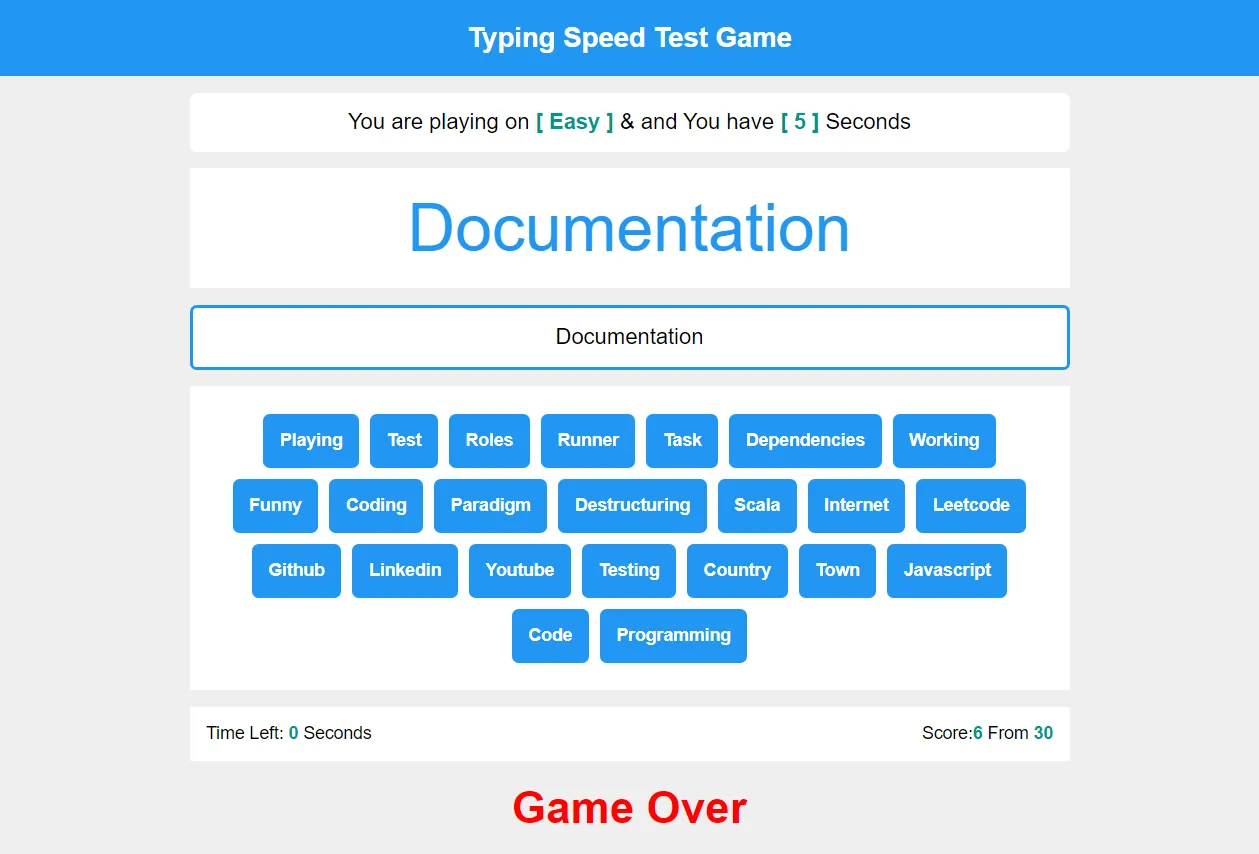 Typing Speed Test Game
You are playing on [ Easy ] & and You have [ 5 ] Seconds
Documentation
Documentation
Playing Test Roles Runner Task Dependencies Working
Funny Coding Paradigm Destructuring Scala Internet Leetcode
Github Linkedin Youtube Testing Country Town Javascript
Code Programming
Time Left: 0 Seconds Score:6 From 30
Game Over